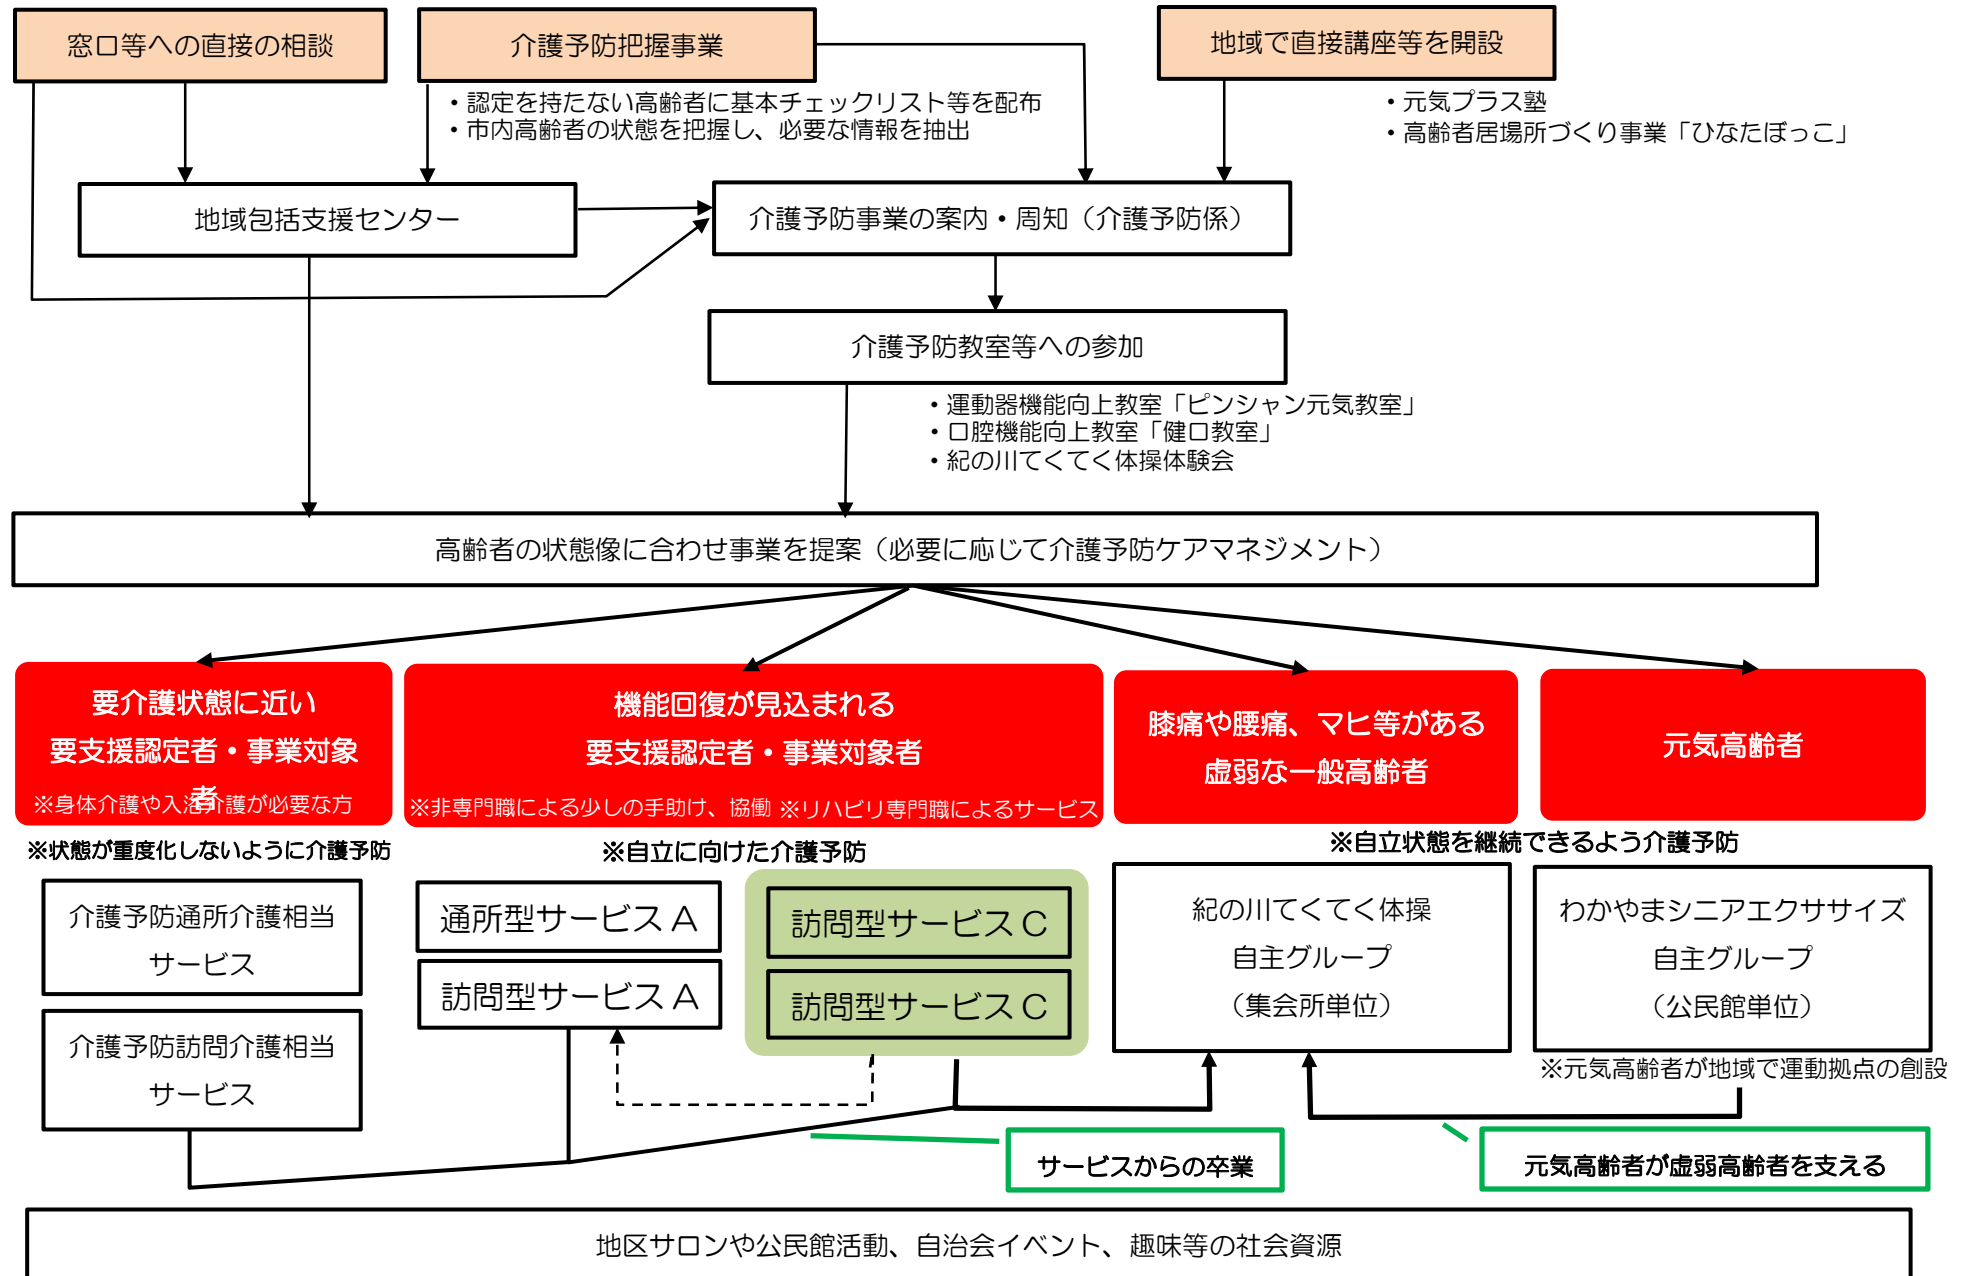 窓口等への直接の相談
介護予防把握事業
地域で直接講座等を開設
・認定を持たない高齢者に基本チェックリスト等を配布
・市内高齢者の状態を把握し、必要な情報を抽出
・元気プラス塾
・高齢者居場所づくり事業「ひなたぼっこ」
地域包括支援センター
介護予防事業の案内・周知（介護予防係）
介護予防教室等への参加
・運動器機能向上教室「ピンシャン元気教室」
・口腔機能向上教室「健口教室」
・紀の川てくてく体操体験会
高齢者の状態像に合わせ事業を提案（必要に応じて介護予防ケアマネジメント）
要介護状態に近い
要支援認定者・事業対象
者
※身体介護や入浴介護が必要な方
機能回復が見込まれる
要支援認定者・事業対象者
※非専門職による少しの手助け、協働
※リハビリ専門職によるサービス
膝痛や腰痛、マヒ等がある
虚弱な一般高齢者
元気高齢者
※状態が重度化しないように介護予防
※自立に向けた介護予防
※自立状態を継続できるよう介護予防
介護予防通所介護相当
サービス
介護予防訪問介護相当
サービス
通所型サービスA
訪問型サービスA
訪問型サービスC
訪問型サービスC
紀の川てくてく体操
自主グループ
（集会所単位）
わかやまシニアエクササイズ
自主グループ
（公民館単位）
※元気高齢者が地域で運動拠点の創設
サービスからの卒業
元気高齢者が虚弱高齢者を支える
地区サロンや公民館活動、自治会イベント、趣味等の社会資源